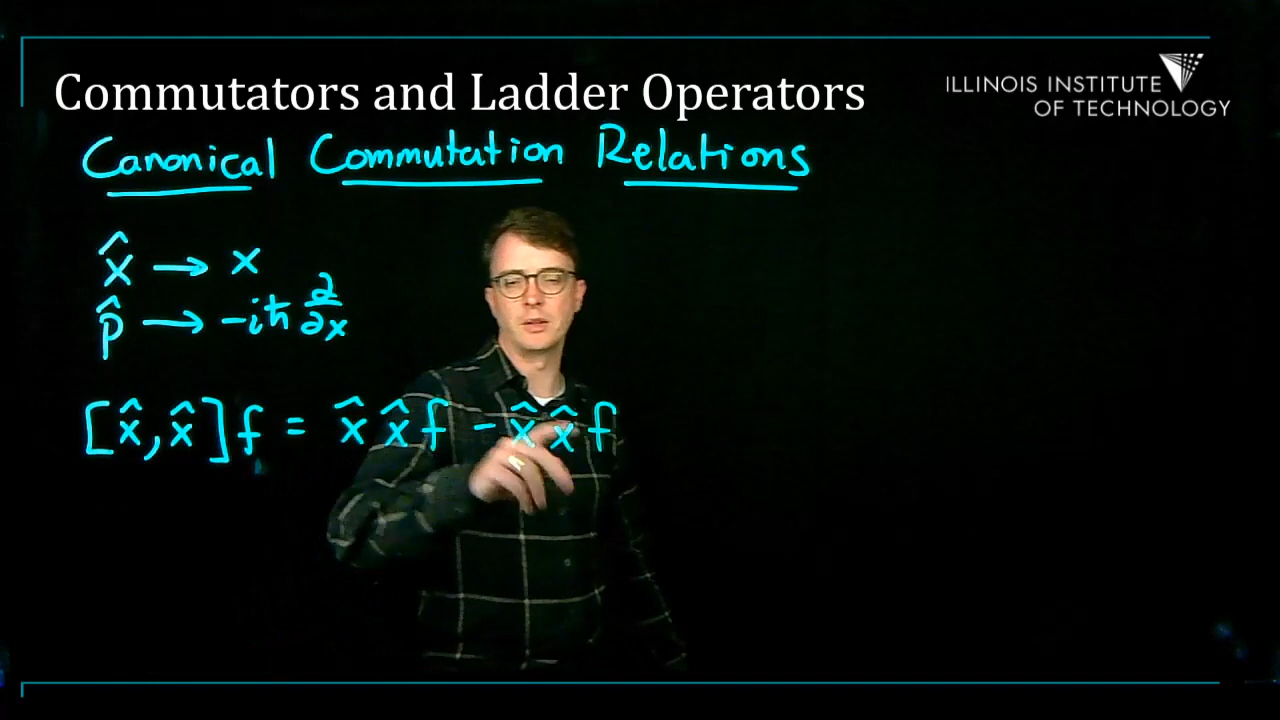 Commutators and Ladder Operators
ILLINOIS INSTITUTE
OF TECHNOLOGY
Canonical Commutation Relations
x̂ → x
p̂ → -iħ ∂/∂x
[x̂, x̂]f = x̂ x̂ f - x̂ x̂ f